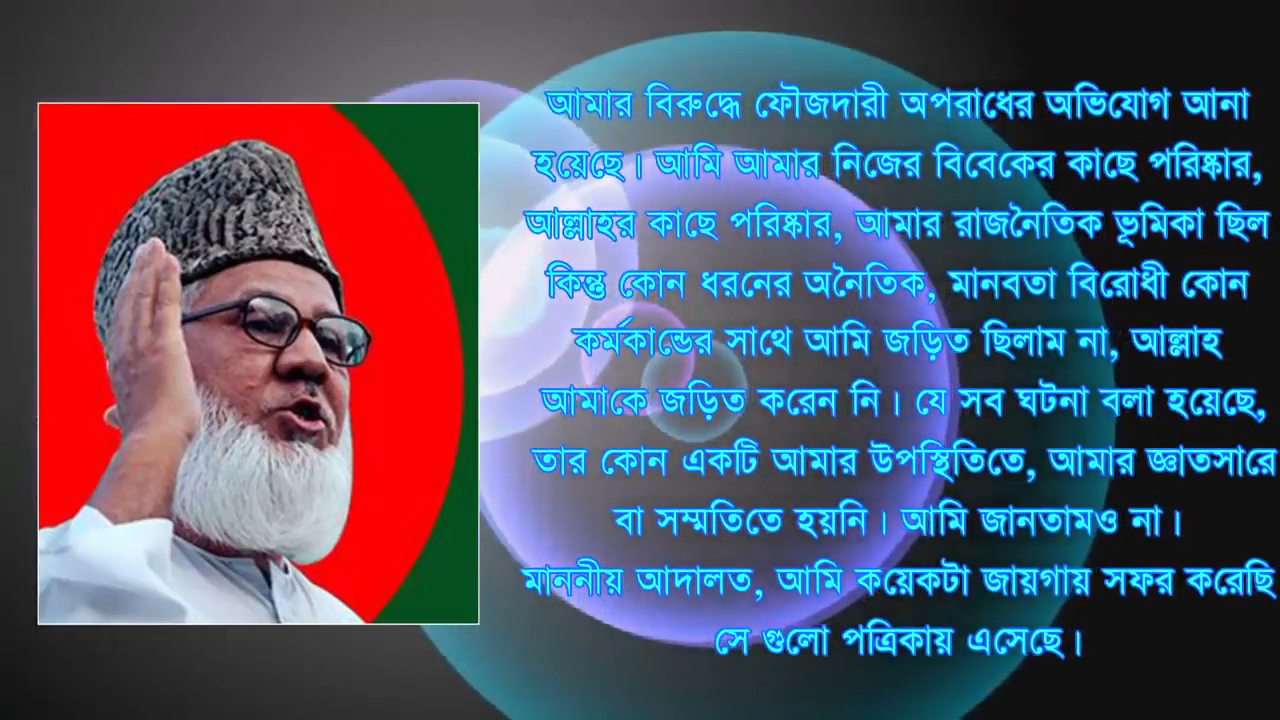 আমার বিরুদ্ধে ফৌজদারী অপরাধের অভিযোগ আনা
হয়েছে। আমি আমার নিজের বিবেকের কাছে পরিষ্কার,
আল্লাহর কাছে পরিষ্কার, আমার রাজনৈতিক ভূমিকা ছিল
কিন্তু কোন ধরনের অনৈতিক, মানবতা বিরোধী কোন
কর্মকান্ডের সাথে আমি জড়িত ছিলাম না, আল্লাহ
আমাকে জড়িত করেন নি। যে সব ঘটনা বলা হয়েছে,
তার কোন একটি আমার উপস্থিতিতে, আমার জ্ঞাতসারে
বা সম্মতিতে হয়নি। আমি জানতামও না।
মাননীয় আদালত, আমি কয়েকটা জায়গায় সফর করেছি
সে গুলো পত্রিকায় এসেছে।